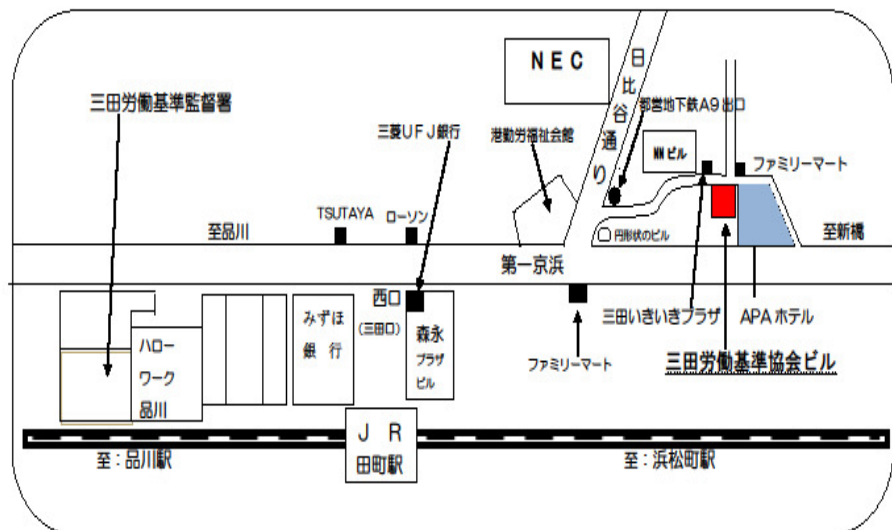 NEC
日比谷通り
三田労働基準監督署
都営地下鉄A9出口
三菱UFJ銀行
港勤労福祉会館
NNビル
ファミリーマート
TSUTAYA
ローソン
至品川
円形状のビル
至新橋
第一京浜
西口
(三田口)
みずほ
銀 行
森永
プラザ
ビル
三田いきいきプラザ
APAホテル
ハロー
ワーク
品川
ファミリーマート
三田労働基準協会ビル
J R
田町駅
至：品川駅
至：浜松町駅